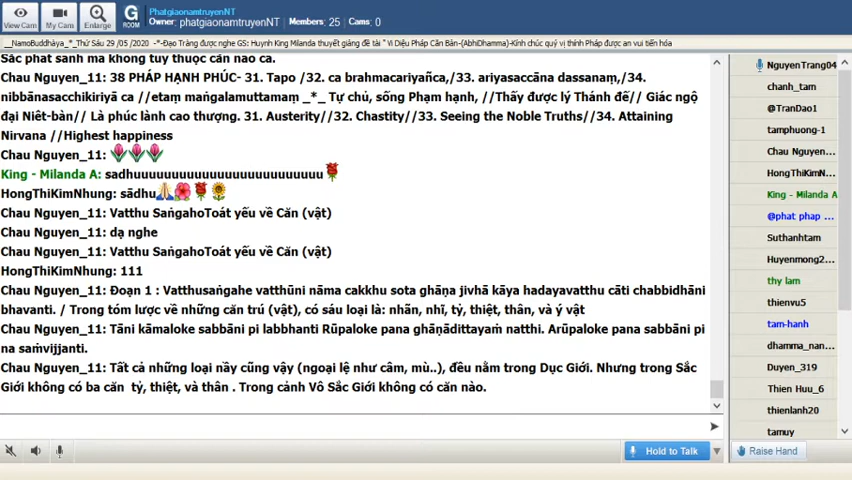 PhatgiaonamtruyenNT
Owner: phatgiaonamtruyenNT Members: 25 Cams: 0
View Cam
My Cam
Enlarge
G
ROOM
__NamoBuddhàya_*_Thứ Sáu 29 /05 /2020 -*-Đạo Tràng được nghe GS: Huynh King Milanda thuyết giảng đề tài " Vi Diệu Pháp Căn Bản-(AbhiDhamma)-Kính chúc quý vị thính Pháp được an vui tiến hóa
Sắc phát sanh mà không tùy thuộc căn nào cả.
Chau Nguyen_11: 38 PHÁP HẠNH PHÚC- 31. Tapo /32. ca brahmacariyañca,/33. ariyasaccāna dassanaṃ,/34.
nibbānasacchikiriyā ca //etaṃ maṅgalamuttamaṃ _*_ Tự chủ, sống Phạm hạnh, //Thấy được lý Thánh đế// Giác ngộ
đại Niêt-bàn// Là phúc lành cao thượng. 31. Austerity//32. Chastity//33. Seeing the Noble Truths//34. Attaining
Nirvana //Highest happiness
Chau Nguyen_11:
King - Milanda A: sadhuuuuuuuuuuuuuuuuuuuuuuuuu
HongThiKimNhung: sādhu
Chau Nguyen_11: Vatthu SaṅgahoToát yếu về Căn (vật)
Chau Nguyen_11: dạ nghe
Chau Nguyen_11: Vatthu SaṅgahoToát yếu về Căn (vật)
HongThiKimNhung: 111
Chau Nguyen_11: Đoạn 1 : Vatthusaṅgahe vatthūni nāma cakkhu sota ghāṇa jivhā kāya hadayavatthu cāti chabbidhāni
bhavanti. / Trong tóm lược về những căn trú (vật), có sáu loại là: nhãn, nhĩ, tỷ, thiệt, thân, và ý vật
Chau Nguyen_11: Tāni kāmaloke sabbāni pi labbhanti Rūpaloke pana ghāṇādittayaṃ natthi. Arūpaloke pana sabbāni pi
na saṃvijjanti.
Chau Nguyen_11: Tất cả những loại nầy cũng vậy (ngoại lệ như câm, mù..), đều nằm trong Dục Giới. Nhưng trong Sắc
Giới không có ba căn tỷ, thiệt, và thân . Trong cảnh Vô Sắc Giới không có căn nào.
Hold to Talk
NguyenTrang04
chanh_tam
@TranDao1
tamphuong-1
Chau Nguyen...
HongThiKimN...
King - Milanda A
@phat phap ...
Suthanhtam
Huyenmong2...
thy lam
thienvu5
tam-hanh
dhamma_nan...
Duyen_319
Thien Huu_6
thienlanh20
tamuy
Raise Hand